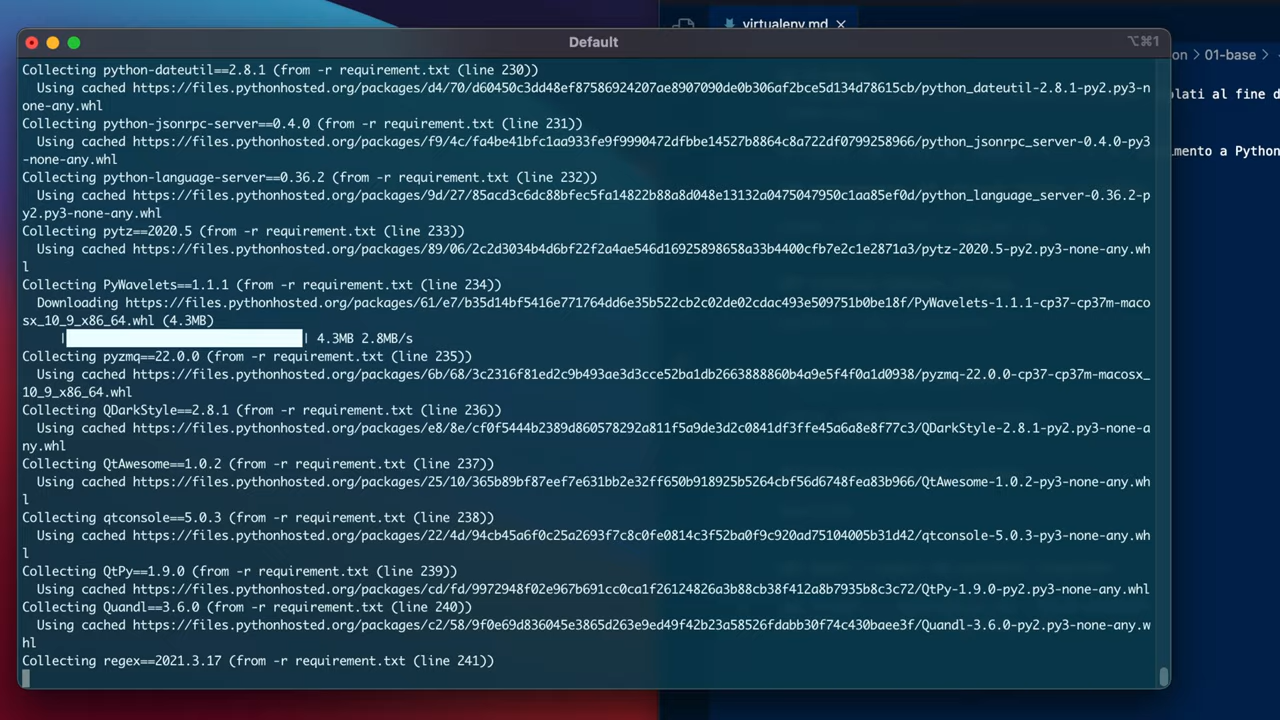 virtualenv.md ×
Default
⌥⌘1
on > 01-base >
Collecting python-dateutil==2.8.1 (from -r requirement.txt (line 230))
Using cached https://files.pythonhosted.org/packages/d4/70/d60450c3dd48ef87586924207ae8907090de0b306af2bce5d134d78615cb/python_dateutil-2.8.1-py2.py3-n
one-any.whl
Collecting python-jsonrpc-server==0.4.0 (from -r requirement.txt (line 231))
Using cached https://files.pythonhosted.org/packages/f9/4c/fa4be41bfc1aa933fe9f9990472dfbbe14527b8864c8a722df0799258966/python_jsonrpc_server-0.4.0-py3
-none-any.whl
Collecting python-language-server==0.36.2 (from -r requirement.txt (line 232))
Using cached https://files.pythonhosted.org/packages/9d/27/85acd3c6dc88bfec5fa14822b88a8d048e13132a0475047950c1aa85ef0d/python_language_server-0.36.2-p
y2.py3-none-any.whl
Collecting pytz==2020.5 (from -r requirement.txt (line 233))
Using cached https://files.pythonhosted.org/packages/89/06/2c2d3034b4d6bf22f2a4ae546d16925898658a33b4400cfb7e2c1e2871a3/pytz-2020.5-py2.py3-none-any.wh
l
Collecting PyWavelets==1.1.1 (from -r requirement.txt (line 234))
Downloading https://files.pythonhosted.org/packages/61/e7/b35d14bf5416e771764dd6e35b522cb2c02de02cdac493e509751b0be18f/PyWavelets-1.1.1-cp37-cp37m-maco
sx_10_9_x86_64.whl (4.3MB)
| | 4.3MB 2.8MB/s
Collecting pyzmq==22.0.0 (from -r requirement.txt (line 235))
Using cached https://files.pythonhosted.org/packages/6b/68/3c2316f81ed2c9b493ae3d3cce52ba1db2663888860b4a9e5f4f0a1d0938/pyzmq-22.0.0-cp37-cp37m-macosx_
10_9_x86_64.whl
Collecting QDarkStyle==2.8.1 (from -r requirement.txt (line 236))
Using cached https://files.pythonhosted.org/packages/e8/8e/cf0f5444b2389d860578292a811f5a9de3d2c0841df3ffe45a6a8e8f77c3/QDarkStyle-2.8.1-py2.py3-none-a
ny.whl
Collecting QtAwesome==1.0.2 (from -r requirement.txt (line 237))
Using cached https://files.pythonhosted.org/packages/25/10/365b89bf87eef7e631bb2e32ff650b918925b5264cbf56d6748fea83b966/QtAwesome-1.0.2-py3-none-any.wh
l
Collecting qtconsole==5.0.3 (from -r requirement.txt (line 238))
Using cached https://files.pythonhosted.org/packages/22/4d/94cb45a6f0c25a2693f7c8c0fe0814c3f52ba0f9c920ad75104005b31d42/qtconsole-5.0.3-py3-none-any.wh
l
Collecting QtPy==1.9.0 (from -r requirement.txt (line 239))
Using cached https://files.pythonhosted.org/packages/cd/fd/9972948f02e967b691cc0ca1f26124826a3b88cb38f412a8b7935b8c3c72/QtPy-1.9.0-py2.py3-none-any.whl
Collecting Quandl==3.6.0 (from -r requirement.txt (line 240))
Using cached https://files.pythonhosted.org/packages/c2/58/9f0e69d836045e3865d263e9ed49f42b23a58526fdabb30f74c430baee3f/Quandl-3.6.0-py2.py3-none-any.w
hl
Collecting regex==2021.3.17 (from -r requirement.txt (line 241))
olati al fine d
imento a Python